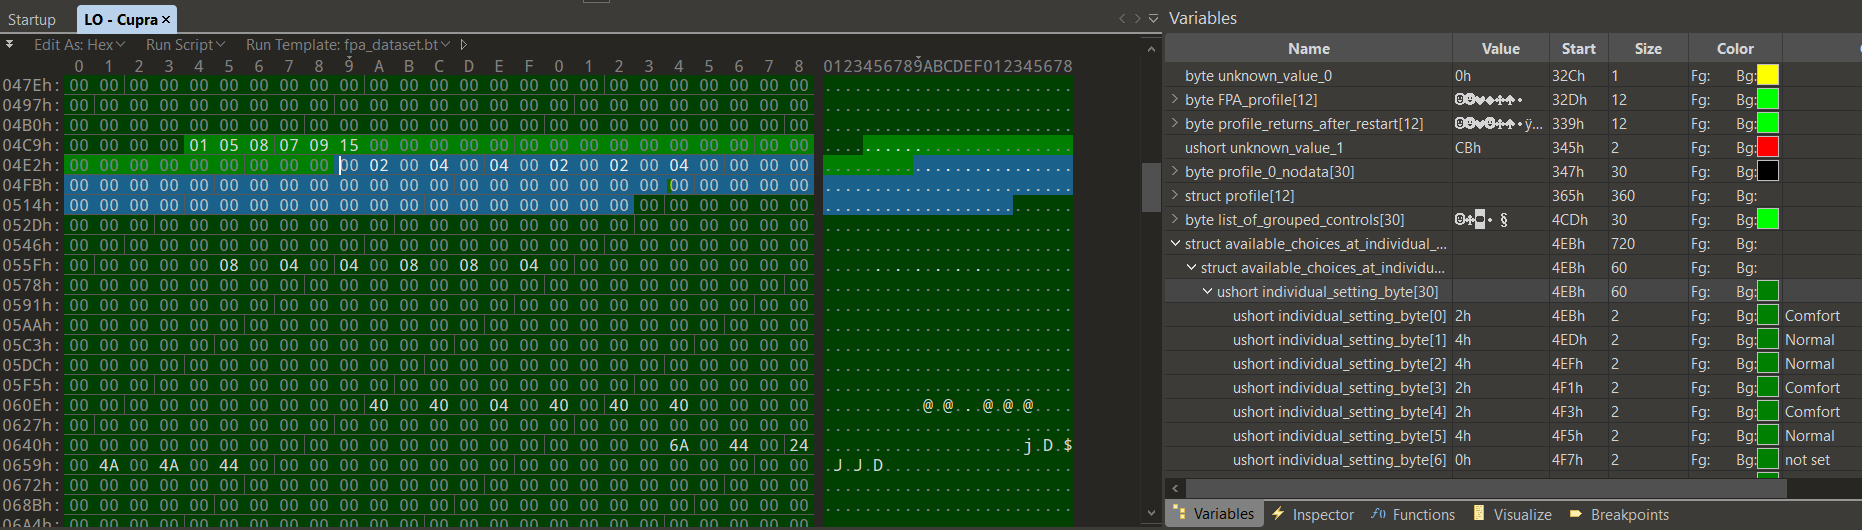 Startup
LO - Cupra ×
Edit As: Hex Run Script Run Template: fpa_dataset.bt
0 1 2 3 4 5 6 7 8 9 A B C D E F 0 1 2 3 4 5 6 7 8 0123456789ABCDEF012345678
047Eh: 00 00 00 00 00 00 00 00 00 00 00 00 00 00 00 00 00 00 00 00 00 00 00 00 00 .........................
0497h: 00 00 00 00 00 00 00 00 00 00 00 00 00 00 00 00 00 00 00 00 00 00 00 00 00 .........................
04B0h: 00 00 00 00 00 00 00 00 00 00 00 00 00 00 00 00 00 00 00 00 00 00 00 00 00 .........................
04C9h: 00 00 00 00 01 05 08 07 09 15 00 00 00 00 00 00 00 00 00 00 00 00 00 00 00 .........................
04E2h: 00 00 00 00 00 00 00 00 00 00 02 00 04 00 04 00 02 00 02 00 04 00 00 00 00 .........................
04FBh: 00 00 00 00 00 00 00 00 00 00 00 00 00 00 00 00 00 00 00 00 00 00 00 00 00 .........................
0514h: 00 00 00 00 00 00 00 00 00 00 00 00 00 00 00 00 00 00 00 00 00 00 00 00 00 .........................
052Dh: 00 00 00 00 00 00 00 00 00 00 00 00 00 00 00 00 00 00 00 00 00 00 00 00 00 .........................
0546h: 00 00 00 00 00 00 00 00 00 00 00 00 00 00 00 00 00 00 00 00 00 00 00 00 00 .........................
055Fh: 00 00 00 00 00 08 00 04 00 04 00 08 00 08 00 04 00 00 00 00 00 00 00 00 00 .........................
0578h: 00 00 00 00 00 00 00 00 00 00 00 00 00 00 00 00 00 00 00 00 00 00 00 00 00 .........................
0591h: 00 00 00 00 00 00 00 00 00 00 00 00 00 00 00 00 00 00 00 00 00 00 00 00 00 .........................
05AAh: 00 00 00 00 00 00 00 00 00 00 00 00 00 00 00 00 00 00 00 00 00 00 00 00 00 .........................
05C3h: 00 00 00 00 00 00 00 00 00 00 00 00 00 00 00 00 00 00 00 00 00 00 00 00 00 .........................
05DCh: 00 00 00 00 00 00 00 00 00 00 00 00 00 00 00 00 00 00 00 00 00 00 00 00 00 .........................
05F5h: 00 00 00 00 00 00 00 00 00 00 00 00 00 00 00 00 00 00 00 00 00 00 00 00 00 .........................
060Eh: 00 00 00 00 00 00 00 00 00 00 40 00 40 00 04 00 40 00 40 00 40 00 00 00 00 ..........@.@...@.@.@....
0627h: 00 00 00 00 00 00 00 00 00 00 00 00 00 00 00 00 00 00 00 00 00 00 00 00 00 .........................
0640h: 00 00 00 00 00 00 00 00 00 00 00 00 00 00 00 00 00 00 00 00 6A 00 44 00 24 ....................j.D.$
0659h: 00 4A 00 4A 00 44 00 00 00 00 00 00 00 00 00 00 00 00 00 00 00 00 00 00 00 .J.J.D...................
0672h: 00 00 00 00 00 00 00 00 00 00 00 00 00 00 00 00 00 00 00 00 00 00 00 00 00 .........................
068Bh: 00 00 00 00 00 00 00 00 00 00 00 00 00 00 00 00 00 00 00 00 00 00 00 00 00 .........................
06A4h: 00 00 00 00 00 00 00 00 00 00 00 00 00 00 00 00 00 00 00 00 00 00 00 00 00
Variables
Name Value Start Size Color
byte unknown_value_0 0h 32Ch 1 Fg: Bg:
byte FPA_profile[12] 32Dh 12 Fg: Bg:
byte profile_returns_after_restart[12] 339h 12 Fg: Bg:
ushort unknown_value_1 CBh 345h 2 Fg: Bg:
byte profile_0_nodata[30] 347h 30 Fg: Bg:
struct profile[12] 365h 360 Fg: Bg:
byte list_of_grouped_controls[30] 4CDh 30 Fg: Bg:
struct available_choices_at_individual_... 4EBh 720 Fg: Bg:
struct available_choices_at_individu... 4EBh 60 Fg: Bg:
ushort individual_setting_byte[30] 4EBh 60 Fg: Bg:
ushort individual_setting_byte[0] 2h 4EBh 2 Fg: Bg: Comfort
ushort individual_setting_byte[1] 4h 4EDh 2 Fg: Bg: Normal
ushort individual_setting_byte[2] 4h 4EFh 2 Fg: Bg: Normal
ushort individual_setting_byte[3] 2h 4F1h 2 Fg: Bg: Comfort
ushort individual_setting_byte[4] 2h 4F3h 2 Fg: Bg: Comfort
ushort individual_setting_byte[5] 4h 4F5h 2 Fg: Bg: Normal
ushort individual_setting_byte[6] 0h 4F7h 2 Fg: Bg: not set
Variables Inspector f() Functions Visualize Breakpoints